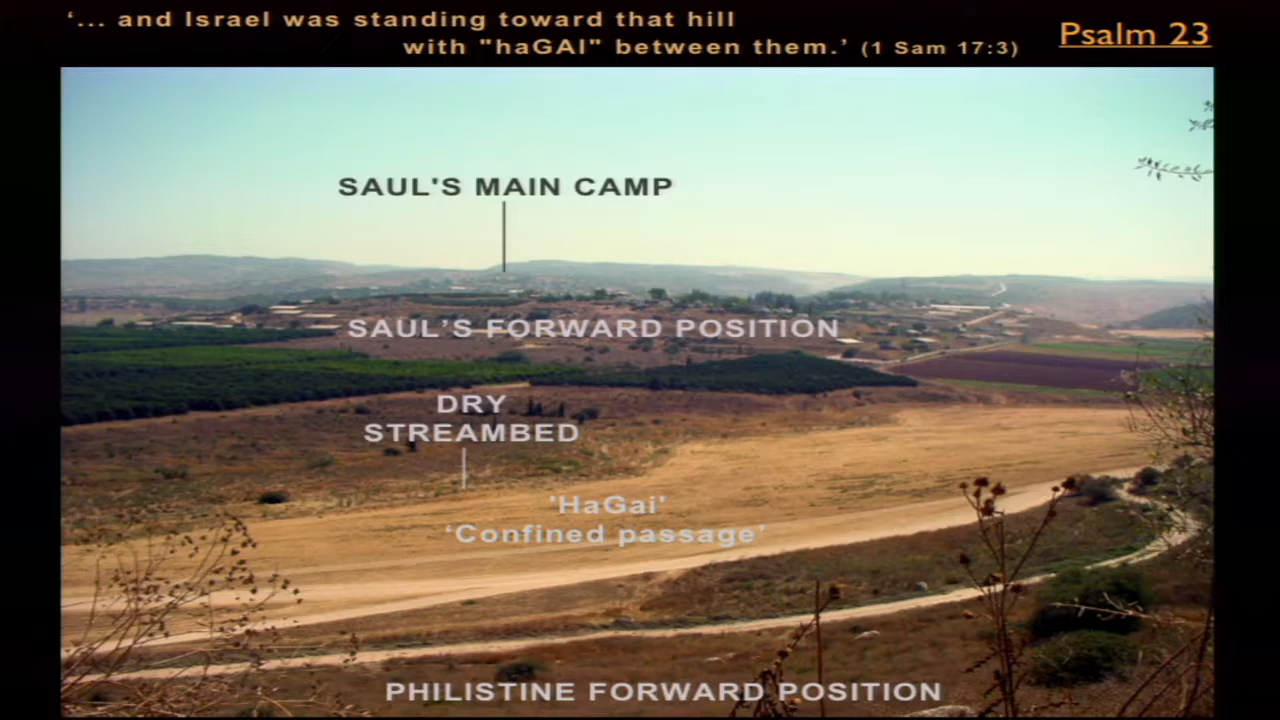 ‘... and Israel was standing toward that hill
with "haGAI" between them.’ (1 Sam 17:3)
Psalm 23
SAUL'S MAIN CAMP
SAUL’S FORWARD POSITION
DRY
STREAMBED
'HaGai'
‘Confined passage’
PHILISTINE FORWARD POSITION